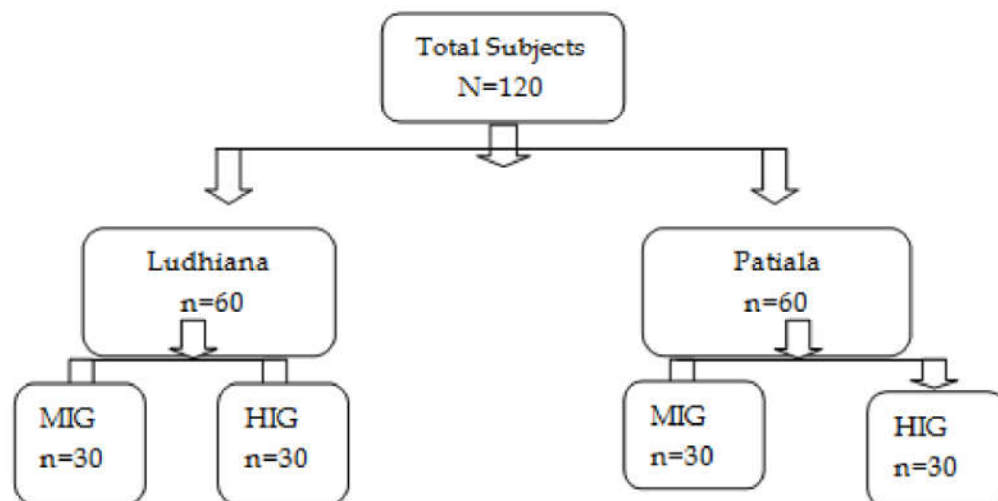 Total Subjects
N=120
Ludhiana
n=60
Patiala
n=60
MIG
n=30
HIG
n=30
MIG
n=30
HIG
n=30